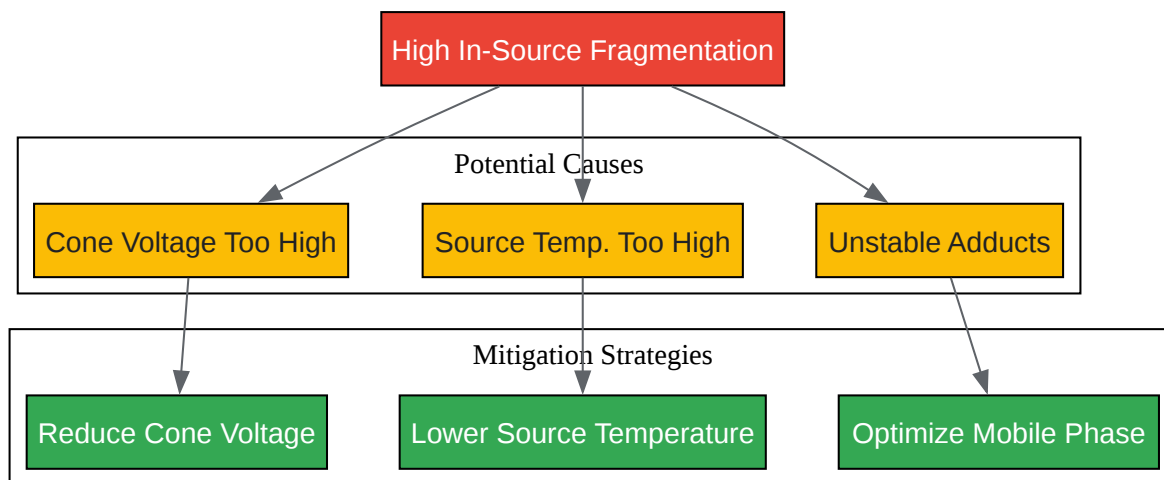 High In-Source Fragmentation
Potential Causes
Cone Voltage Too High
Source Temp. Too High
Unstable Adducts
Mitigation Strategies
Reduce Cone Voltage
Lower Source Temperature
Optimize Mobile Phase